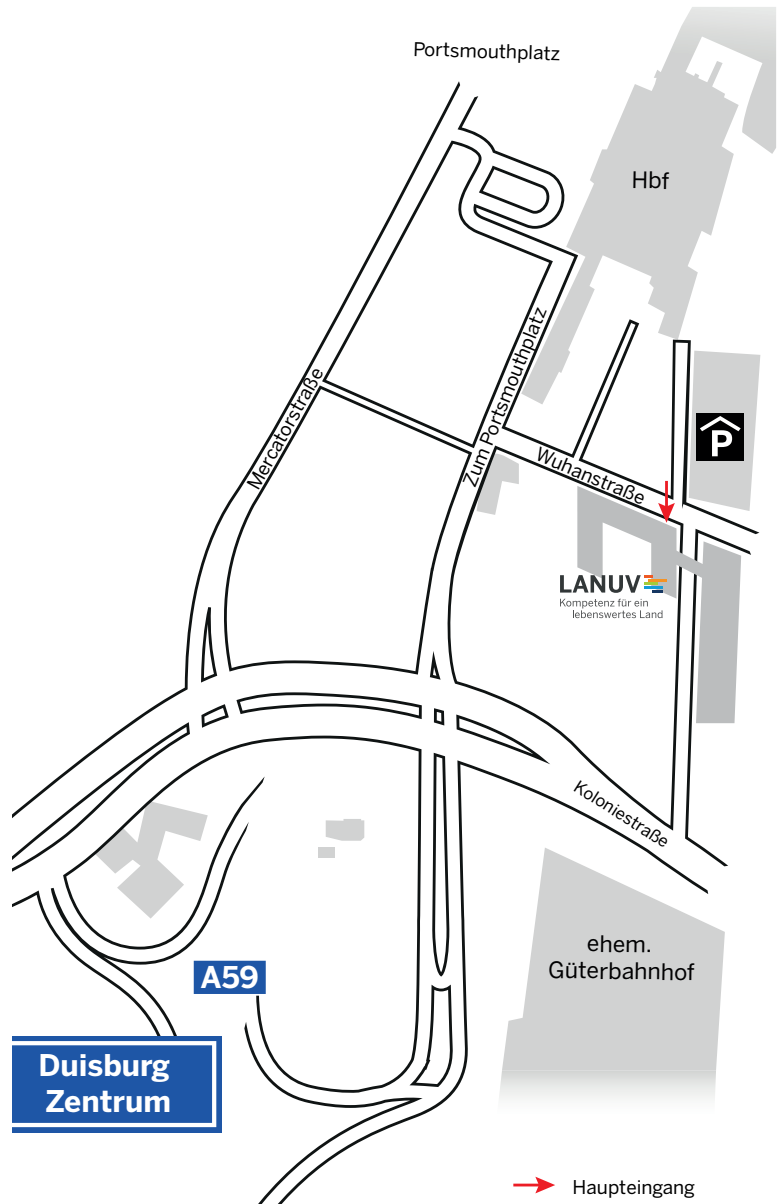 Portsmouthplatz
Hbf
Mercatorstraße
Zum Portsmouthplatz
P
Wuhanstraße
LANUV
Kompetenz für ein
lebenswertes Land
Koloniestraße
ehem.
Güterbahnhof
A59
Duisburg
Zentrum
Haupteingang